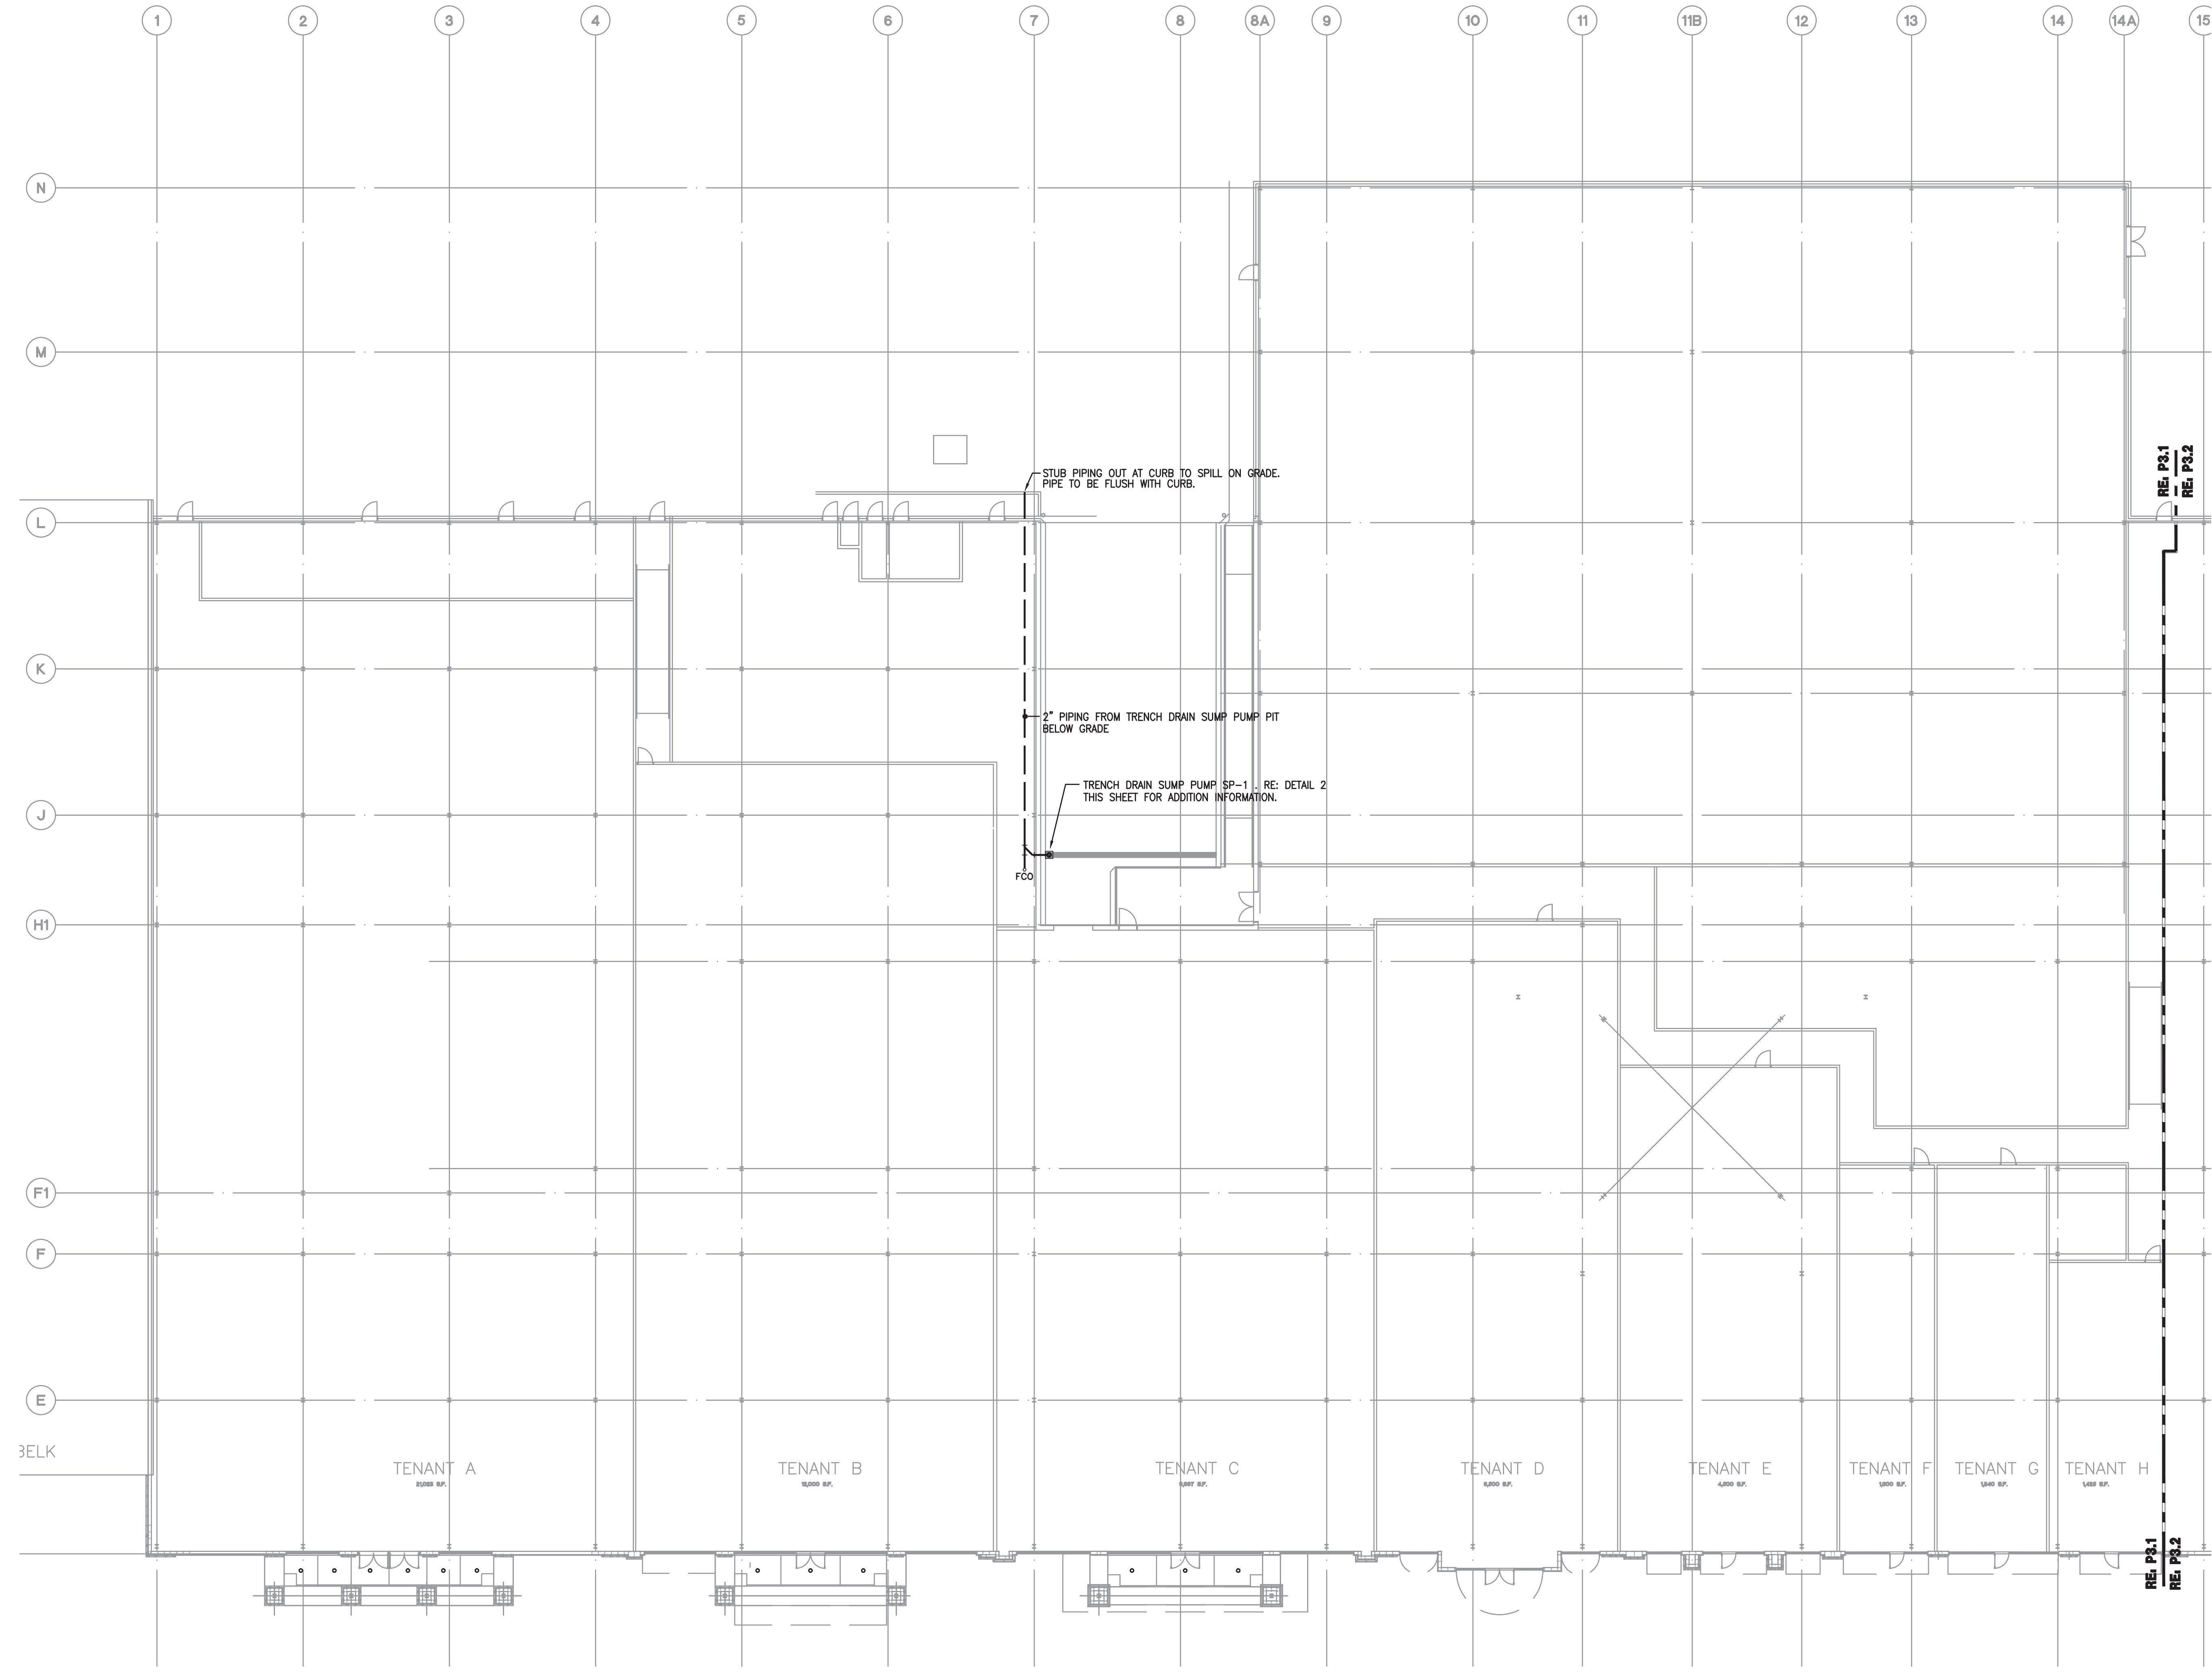 1 2 3 4 5 6 7 8 8A 9 10 11 11B 12 13 14 14A 15
N
M
RE: P3.1
RE: P3.2
STUB PIPING OUT AT CURB TO SPILL ON GRADE.
PIPE TO BE FLUSH WITH CURB.
L
K
2" PIPING FROM TRENCH DRAIN SUMP PUMP PIT
BELOW GRADE
TRENCH DRAIN SUMP PUMP SP-1 . RE: DETAIL 2
THIS SHEET FOR ADDITION INFORMATION.
J
FCO
H1
F1
F
E
BELK
TENANT A
TENANT B
TENANT C
TENANT D
TENANT E
TENANT F
TENANT G
TENANT H
RE: P3.1
RE: P3.2